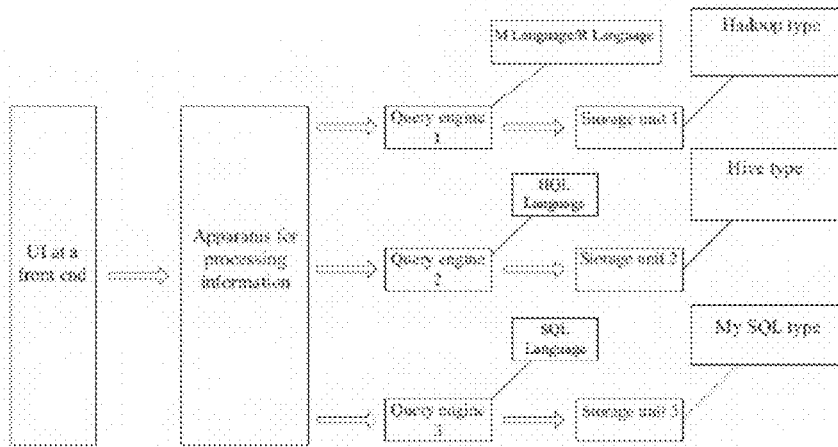 M Language/R Language
Hadoop type
Query engine
1
Storage unit 1
HQL
Language
Hive type
UI at a
front end
Apparatus for
processing
information
Query engine
2
Storage unit 2
SQL
Language
My SQL type
Query engine
3
Storage unit 3